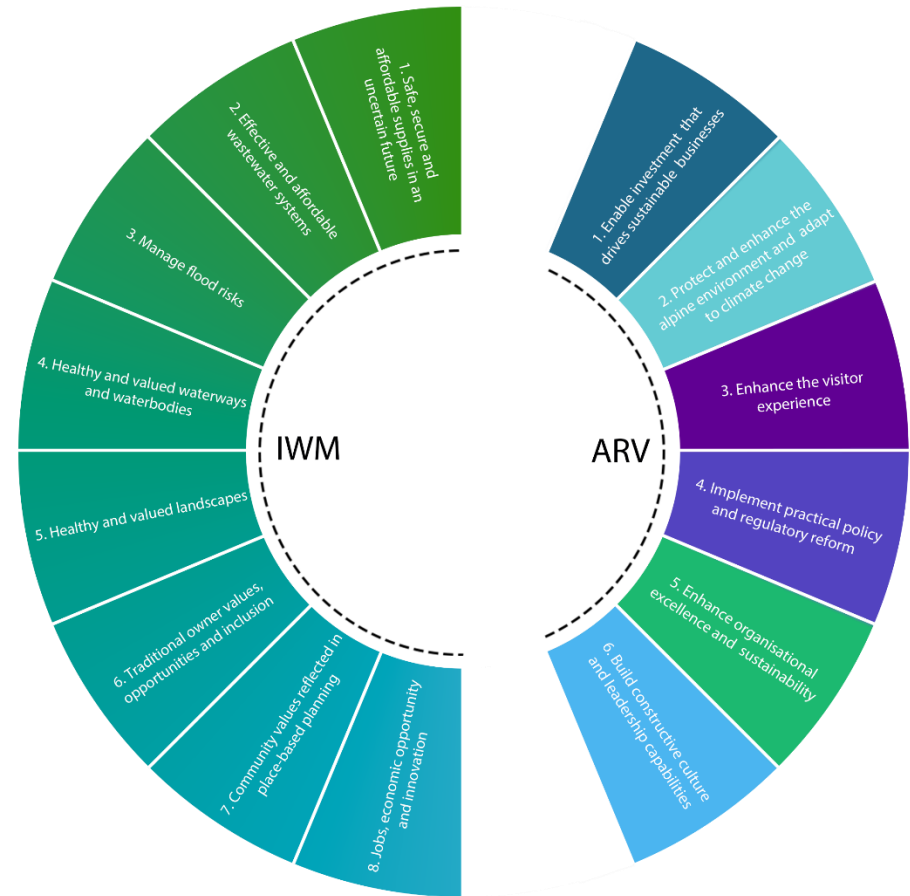 1. Safe, secure and
affordable supplies in an
uncertain future
2. Effective and affordable
wastewater systems
3. Manage flood risks
4. Healthy and valued waterways
and waterbodies
5. Healthy and valued landscapes
6. Traditional owner values,
opportunities and inclusion
7. Community values reflected in
place-based planning
8. Jobs, economic opportunity
and innovation
IWM
ARV
1. Enable investment that
drives sustainable businesses
2. Protect and enhance the
alpine environment and adapt
to climate change
3. Enhance the visitor
experience
4. Implement practical policy
and regulatory reform
5. Enhance organisational
excellence and sustainability
6. Build constructive culture
and leadership capabilities